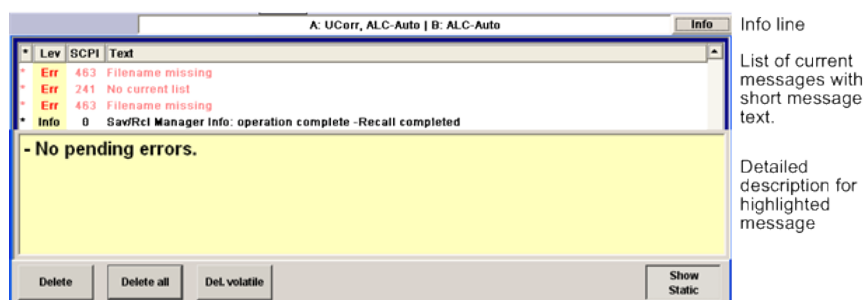 A: UCorr, ALC-Auto | B: ALC-Auto
Info
Info line
* Lev SCPI Text
* Err 463 Filename missing
* Err 241 No current list
* Err 463 Filename missing
* Info 0 Sav/Rcl Manager Info: operation complete -Recall completed
List of current
messages with
short message
text.
- No pending errors.
Detailed
description for
highlighted
message
Delete
Delete all
Del. volatile
Show
Static